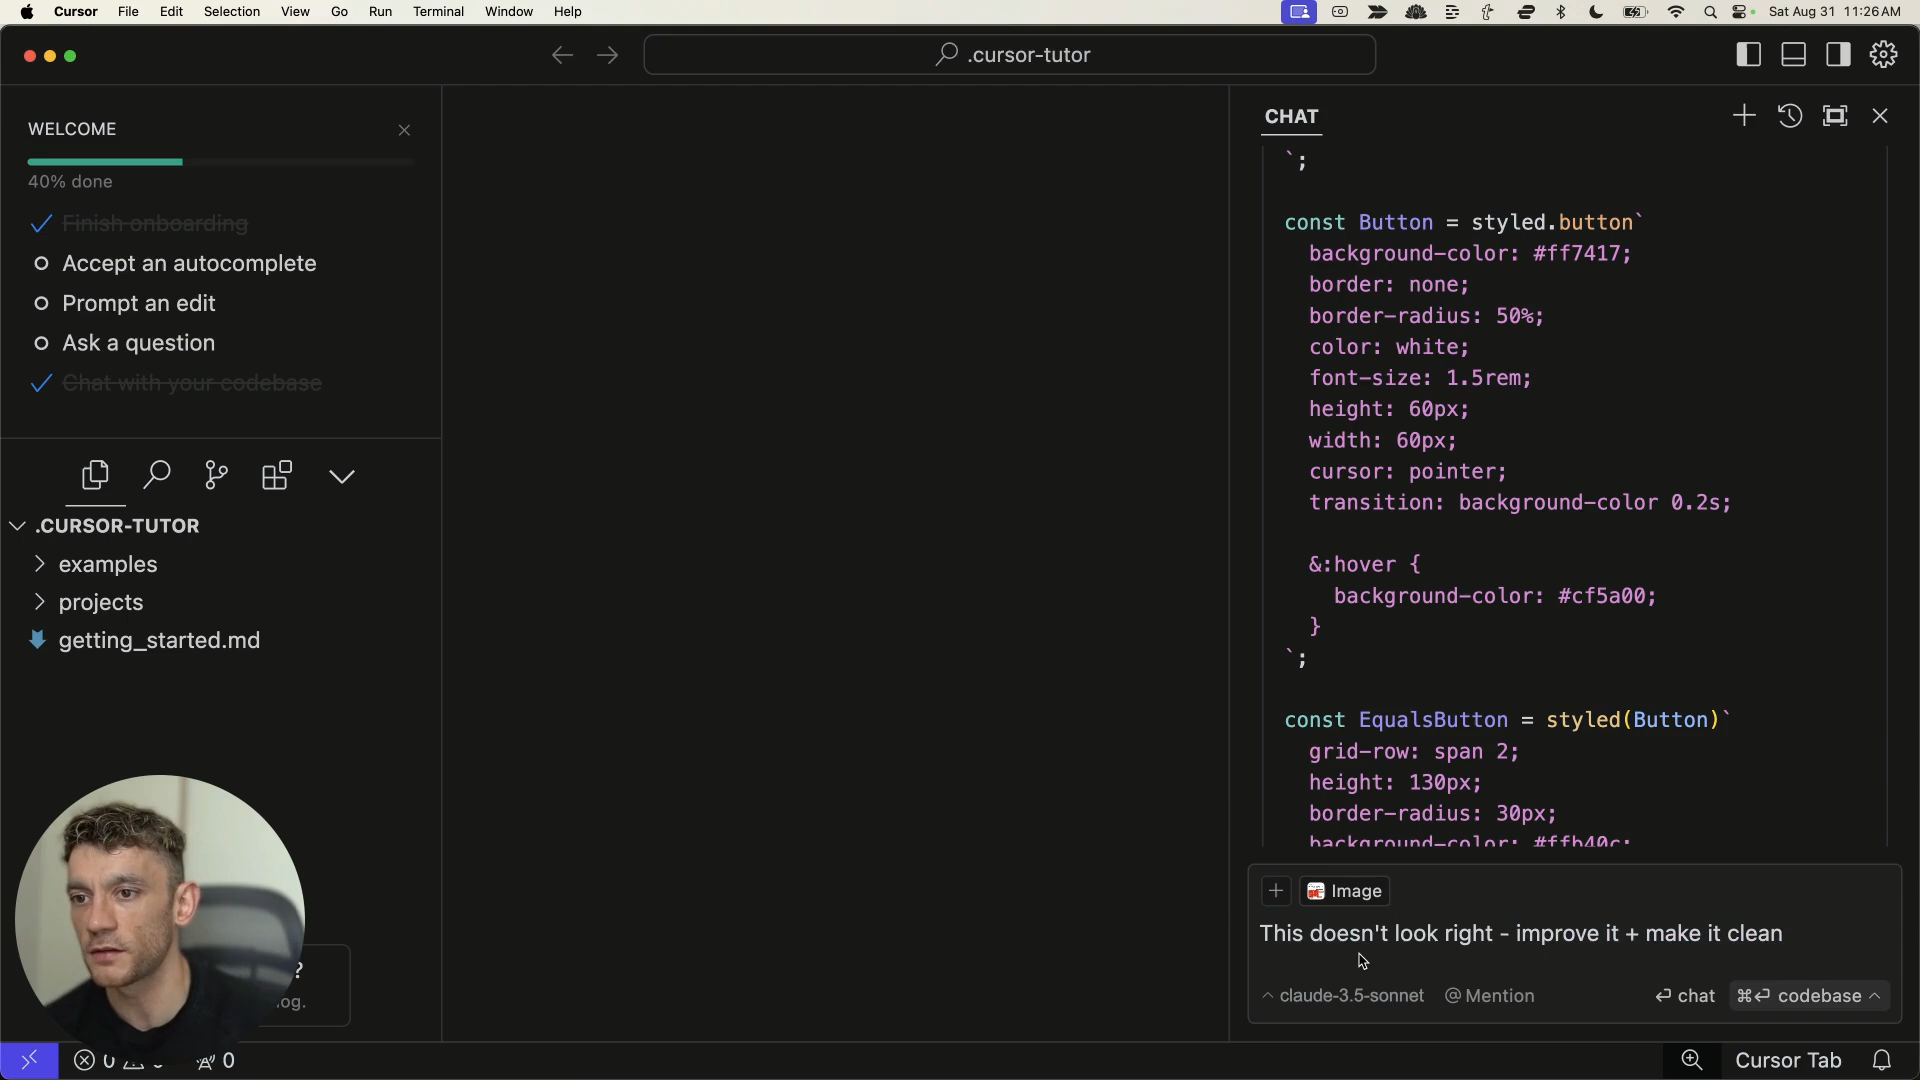 Cursor File Edit Selection View Go Run Terminal Window Help Sat Aug 31 11:26 AM
.cursor-tutor
WELCOME
40% done
Finish onboarding
Accept an autocomplete
Prompt an edit
Ask a question
Chat with your codebase
.CURSOR-TUTOR
examples
projects
getting_started.md
?
og.
0 0
CHAT
`;
const Button = styled.button`
background-color: #ff7417;
border: none;
border-radius: 50%;
color: white;
font-size: 1.5rem;
height: 60px;
width: 60px;
cursor: pointer;
transition: background-color 0.2s;
&:hover {
background-color: #cf5a00;
}
`;
const EqualsButton = styled(Button)`
grid-row: span 2;
height: 130px;
border-radius: 30px;
background-color: #ffb40c;
+ Image
This doesn't look right - improve it + make it clean
claude-3.5-sonnet @ Mention chat ⌘ codebase
Cursor Tab